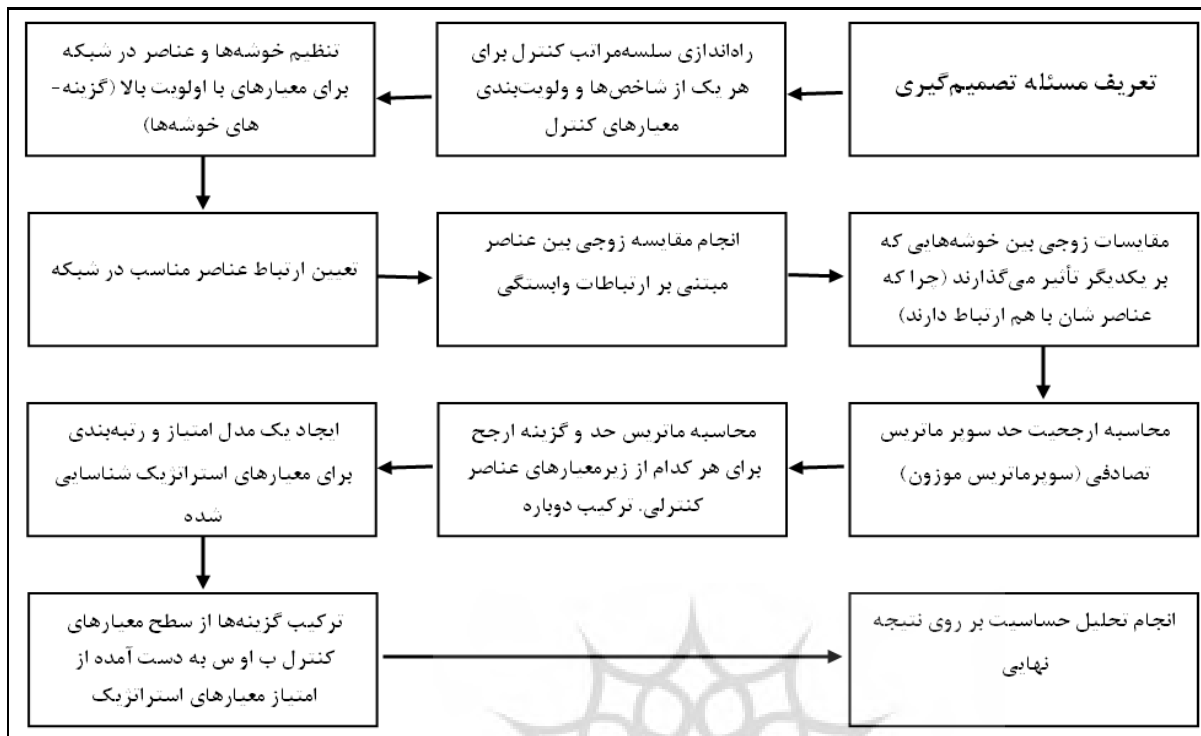 تعریف مسئله تصمیم‌گیری
راه‌اندازی سلسه‌مراتب کنترل برای
هر یک از شاخص‌ها و ولویت‌بندی
معیارهای کنترل
تنظیم خوشه‌ها و عناصر در شبکه
برای معیارهای با اولویت بالا (گزینه-
های خوشه‌ها)
تعیین ارتباط عناصر مناسب در شبکه
انجام مقایسه زوجی بین عناصر
مبتنی بر ارتباطات وابستگی
مقایسات زوجی بین خوشه‌هایی که
بر یکدیگر تأثیر می‌گذارند (چرا که
عناصر شان با هم ارتباط دارند)
محاسبه ارجحیت حد سوپر ماتریس
تصادفی (سوپرماتریس موزون)
محاسبه ماتریس حد و گزینه ارجح
برای هر کدام از زیرمعیارهای عناصر
کنترلی. ترکیب دوباره
ایجاد یک مدل امتیاز و رتبه‌بندی
برای معیارهای استراتژیک شناسایی
شده
ترکیب گزینه‌ها از سطح معیارهای
کنترل ب او س به دست آمده از
امتیاز معیارهای استراتژیک
انجام تحلیل حساسیت بر روی نتیجه
نهایی